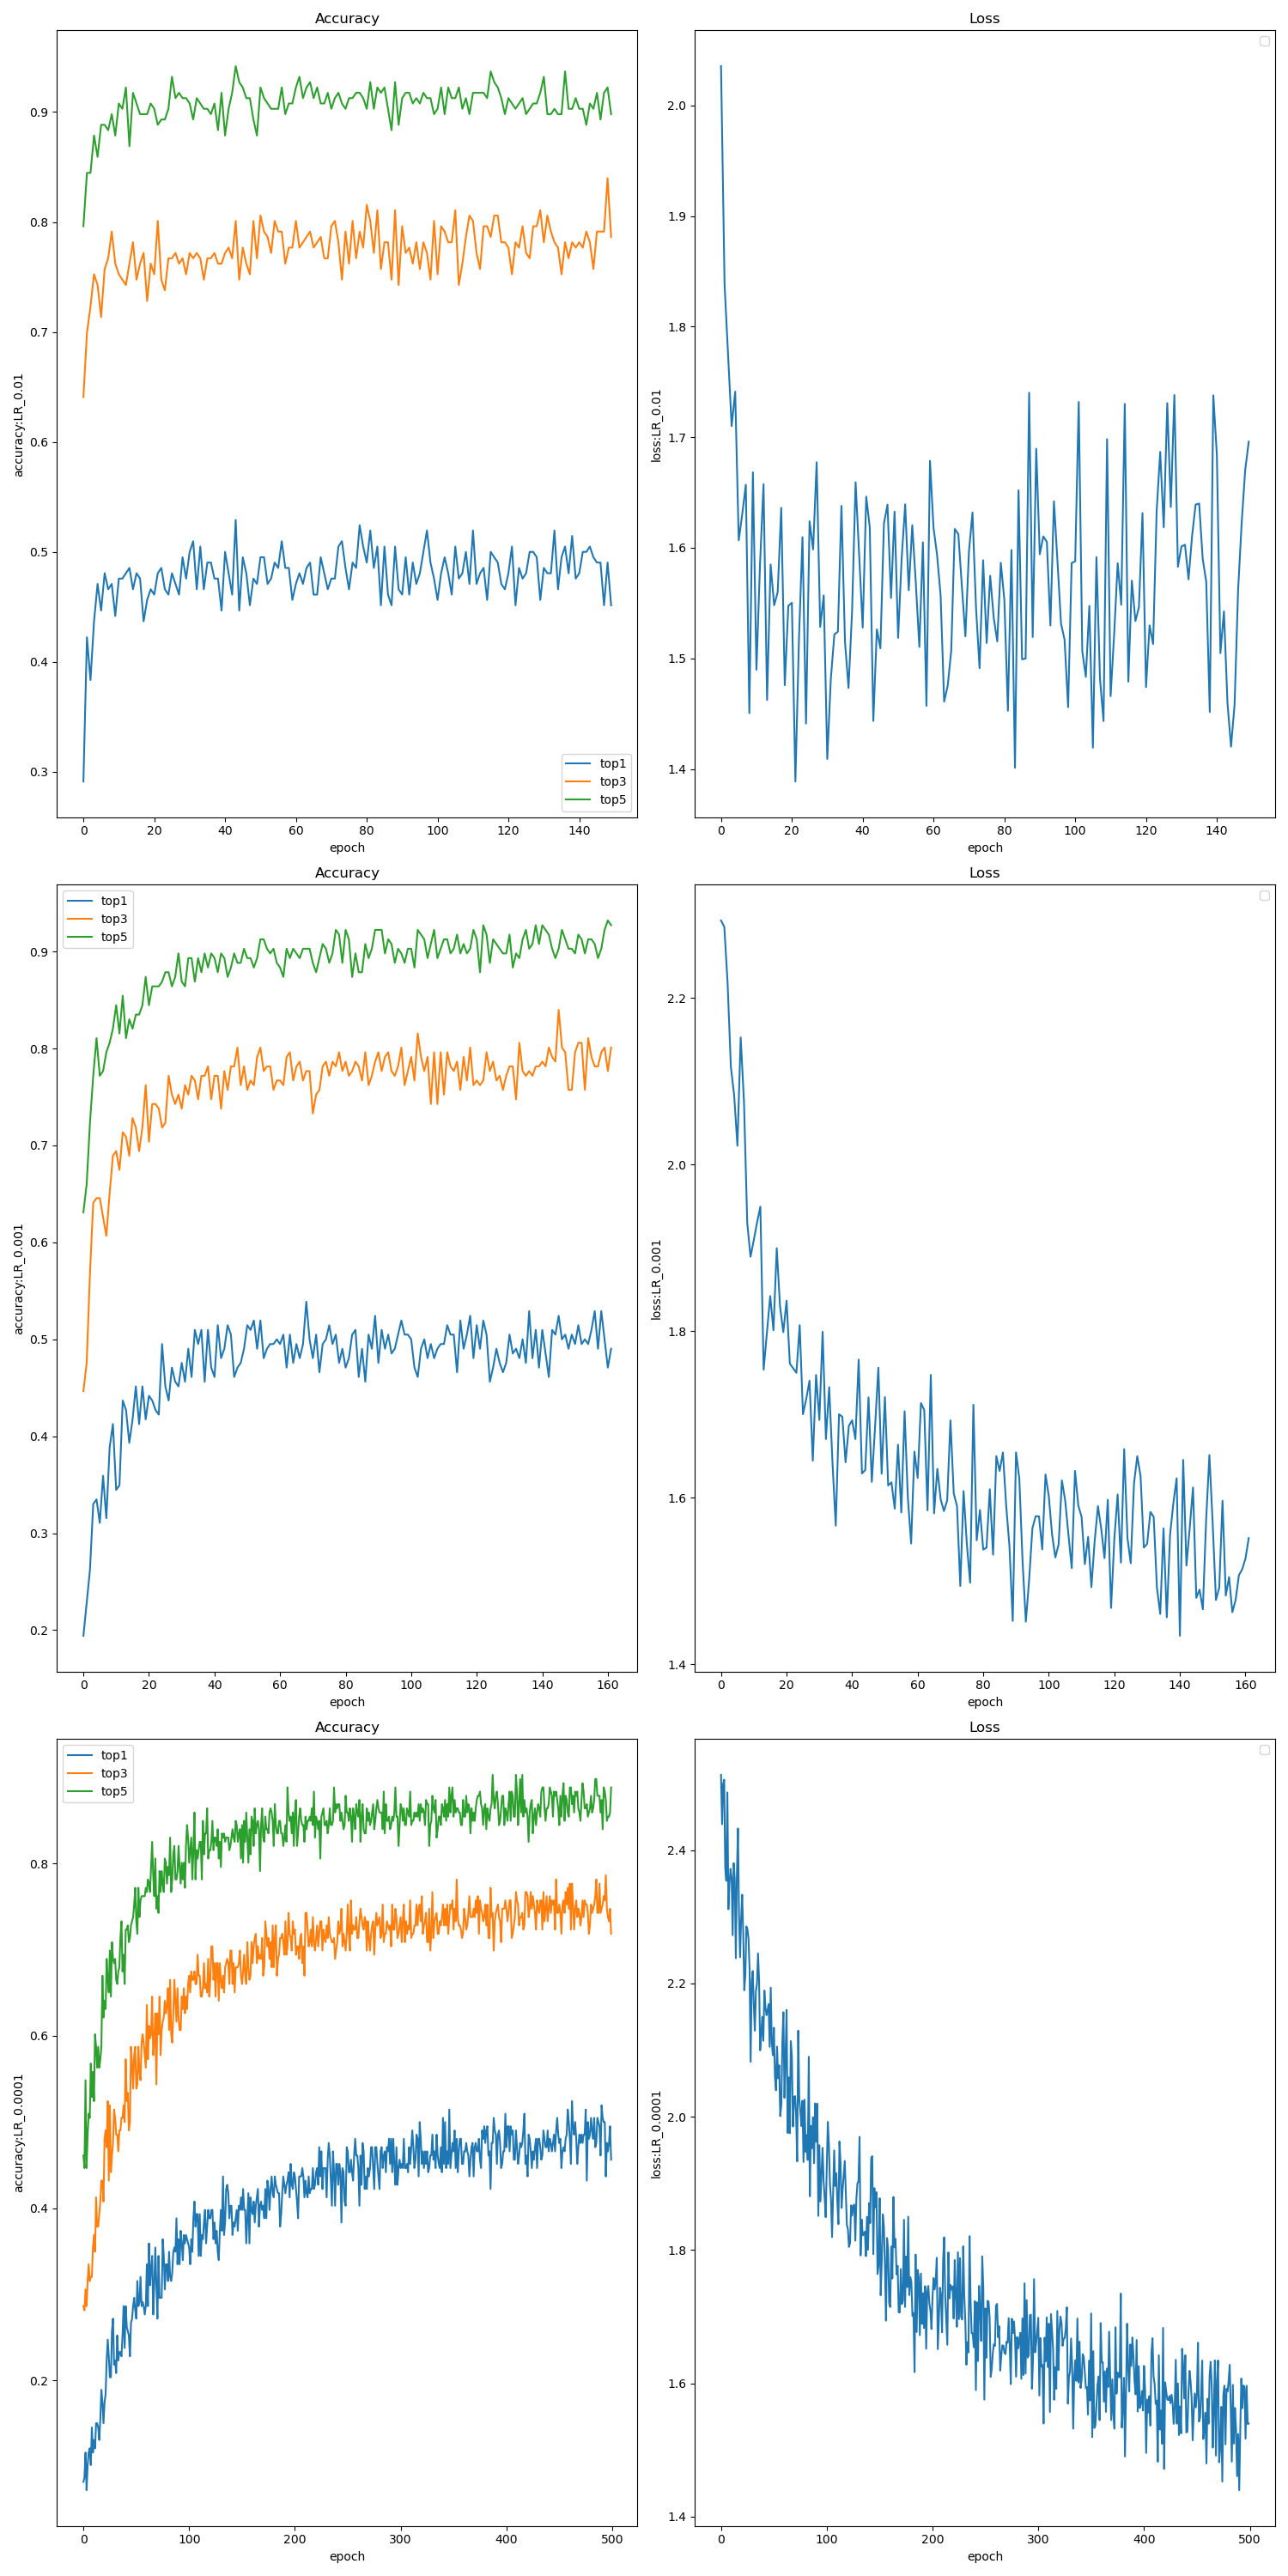 Accuracy
accuracy:LR_0.01
0.9
0.8
0.7
0.6
0.5
0.4
0.3
top1
top3
top5
0 20 40 60 80 100 120 140
epoch
Loss
loss:LR_0.01
2.0
1.9
1.8
1.7
1.6
1.5
1.4
0 20 40 60 80 100 120 140
epoch
Accuracy
accuracy:LR_0.001
top1
top3
top5
0.9
0.8
0.7
0.6
0.5
0.4
0.3
0.2
0 20 40 60 80 100 120 140 160
epoch
Loss
loss:LR_0.001
2.2
2.0
1.8
1.6
1.4
0 20 40 60 80 100 120 140 160
epoch
Accuracy
accuracy:LR_0.0001
top1
top3
top5
0.8
0.6
0.4
0.2
0 100 200 300 400 500
epoch
Loss
loss:LR_0.0001
2.4
2.2
2.0
1.8
1.6
1.4
0 100 200 300 400 500
epoch